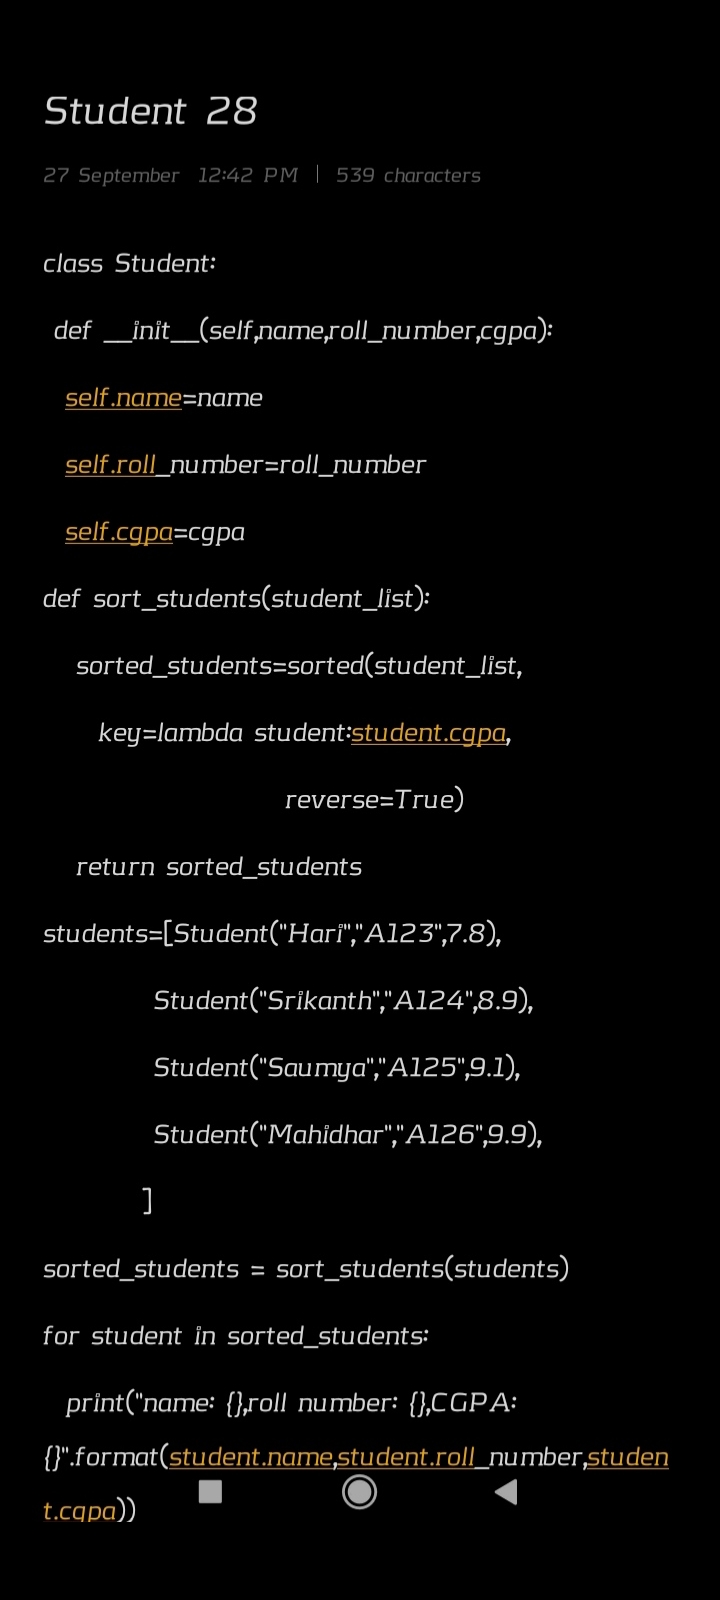 Student 28
27 September 12:42 PM | 539 characters
class Student:
def __init__(self,name,roll_number,cgpa):
self.name=name
self.roll_number=roll_number
self.cgpa=cgpa
def sort_students(student_list):
sorted_students=sorted(student_list,
key=lambda student:student.cgpa,
reverse=True)
return sorted_students
students=[Student("Hari","A123",7.8),
Student("Srikanth","A124",8.9),
Student("Saumya","A125",9.1),
Student("Mahidhar","A126",9.9),
]
sorted_students = sort_students(students)
for student in sorted_students:
print("name: {},roll number: {},CGPA:
{}".format(student.name,student.roll_number,studen
t.cgpa))